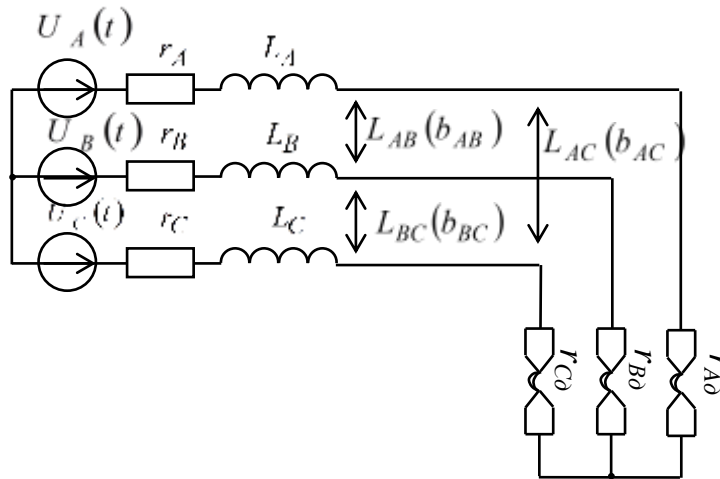 U_A(t)
r_A
L_A
U_B(t)
r_B
L_B
L_AB(b_AB)
L_AC(b_AC)
U_C(t)
r_C
L_C
L_BC(b_BC)
r_Cд
r_Bд
r_Aд